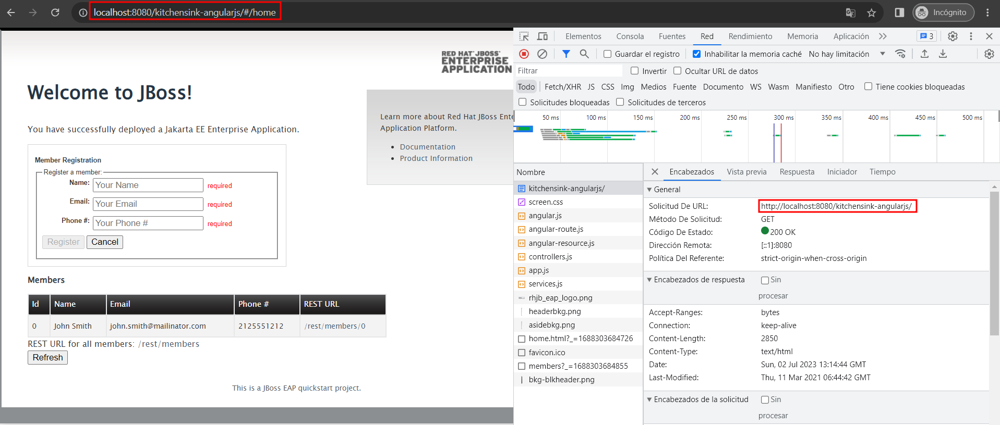 localhost:8080/kitchensink-angularjs/#/home
Incógnito
RED HAT® JBOSS®
ENTERPRISE
APPLICATION
Welcome to JBoss!
You have successfully deployed a Jakarta EE Enterprise Application.
Learn more about Red Hat JBoss Ente
Application Platform.
Documentation
Product Information
Member Registration
Register a member:
Name: Your Name required
Email: Your Email required
Phone #: Your Phone # required
Register Cancel
Members
Id Name Email Phone # REST URL
0 John Smith john.smith@mailinator.com 2125551212 /rest/members/0
REST URL for all members: /rest/members
Refresh
This is a JBoss EAP quickstart project.
Elementos Consola Fuentes Red Rendimiento Memoria Aplicación 3
Guardar el registro Inhabilitar la memoria caché No hay limitación
Filtrar Invertir Ocultar URL de datos
Todo Fetch/XHR JS CSS Img Medios Fuente Documento WS Wasm Manifiesto Otro Tiene cookies bloqueadas
Solicitudes bloqueadas Solicitudes de terceros
50 ms 100 ms 150 ms 200 ms 250 ms 300 ms 350 ms 400 ms 450 ms 500 ms
Nombre
kitchensink-angularjs/
screen.css
angular.js
angular-route.js
angular-resource.js
controllers.js
app.js
services.js
rhjb_eap_logo.png
headerbkg.png
asidebkg.png
home.html?_=1688303684726
favicon.ico
members?_=1688303684855
bkg-blkheader.png
Encabezados Vista previa Respuesta Iniciador Tiempo
General
Solicitud De URL: http://localhost:8080/kitchensink-angularjs/
Método De Solicitud: GET
Código De Estado: 200 OK
Dirección Remota: [::1]:8080
Política Del Referente: strict-origin-when-cross-origin
Encabezados de respuesta Sin
procesar
Accept-Ranges: bytes
Connection: keep-alive
Content-Length: 2850
Content-Type: text/html
Date: Sun, 02 Jul 2023 13:14:44 GMT
Last-Modified: Thu, 11 Mar 2021 06:44:42 GMT
Encabezados de la solicitud Sin
procesar